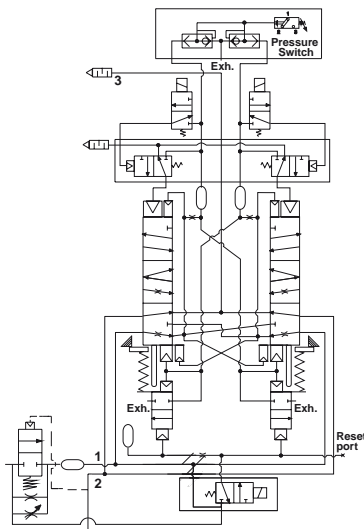 Pressure
Switch
Exh.
3
Exh.
Exh.
Reset
port
1
2